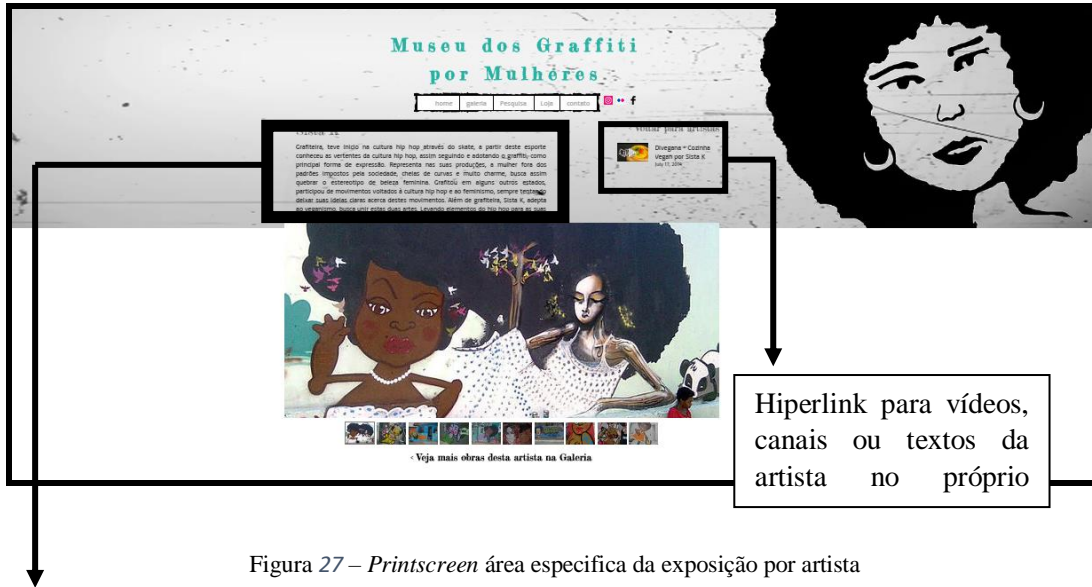 Museu dos Graffiti
por Mulheres
home galeria Pesquisa Loja contato
Sista K
voltar para artistas
Grafiteira, teve início na cultura hip hop através do skate, a partir deste esporte
conheceu as vertentes da cultura hip hop, assim seguindo e adotando o graffiti como
principal forma de expressão. Representa nas suas produções, a mulher fora dos
padrões impostos pela sociedade, cheias de curvas e muito charme, busca assim
quebrar o estereotipo de beleza feminina. Grafitou em alguns outros estados,
participou de movimentos voltados à cultura hip hop e ao feminismo, sempre
deixar suas ideias claras acerca destes movimentos. Além de grafiteira, Sista K, adepta
ao veganismo, busca unir estas duas artes. Levando elementos do hip hop para as suas
Divegana – Cozinha
Vegan por Sista K
July 17,
‹ Veja mais obras desta artista na Galeria
Hiperlink para vídeos,
canais ou textos da
artista no próprio
Figura 27 – Printscreen área especifica da exposição por artista